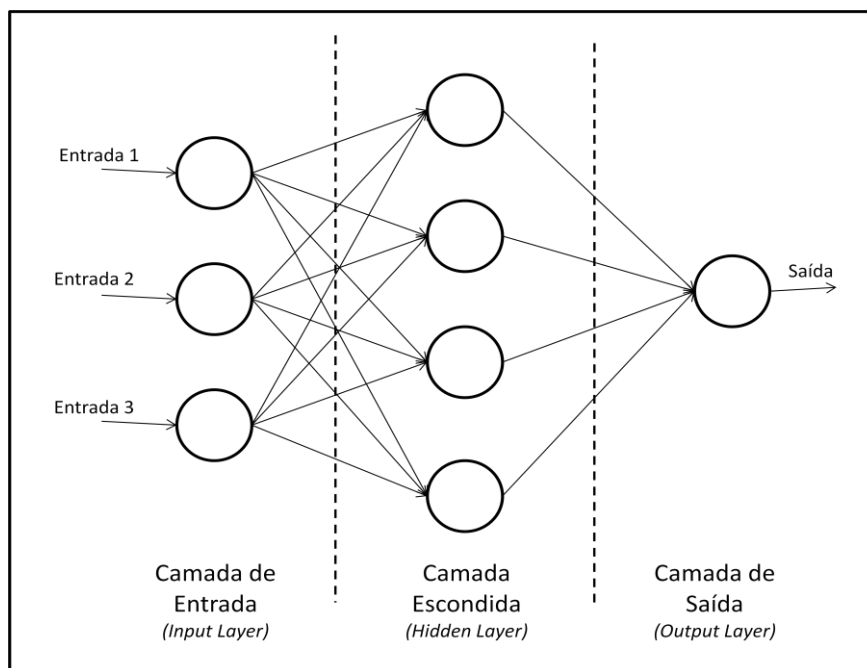 Entrada 1
Entrada 2
Entrada 3
Saída
Camada de
Entrada
(Input Layer)
Camada
Escondida
(Hidden Layer)
Camada de
Saída
(Output Layer)